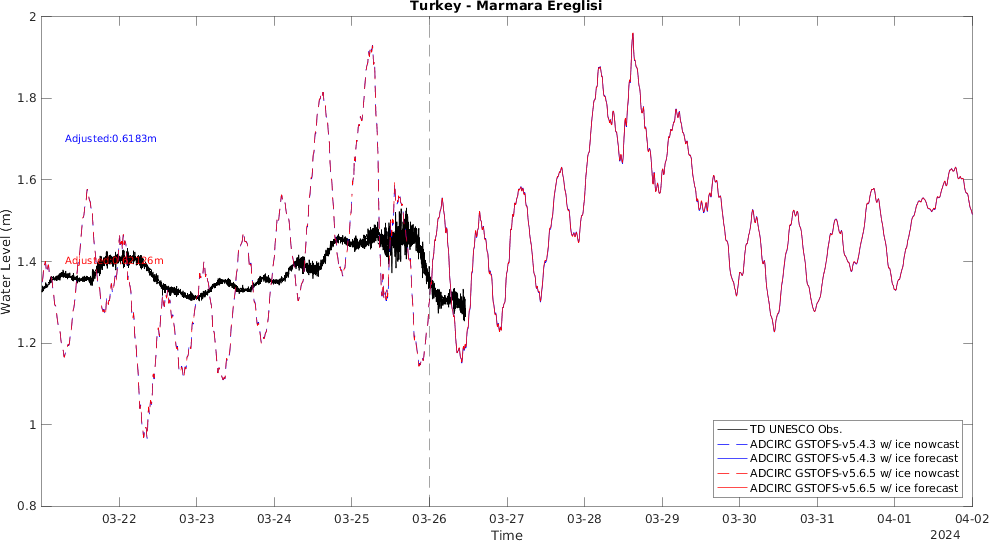 Turkey - Marmara Ereglisi
2
1.8
1.6
1.4
1.2
1
0.8
Water Level (m)
Adjusted:0.6183m
TD UNESCO Obs.
ADCIRC GSTOFS-v5.4.3 w/ ice nowcast
ADCIRC GSTOFS-v5.4.3 w/ ice forecast
ADCIRC GSTOFS-v5.6.5 w/ ice nowcast
ADCIRC GSTOFS-v5.6.5 w/ ice forecast
03-22 03-23 03-24 03-25 03-26 03-27 03-28 03-29 03-30 03-31 04-01 04-02
Time
2024